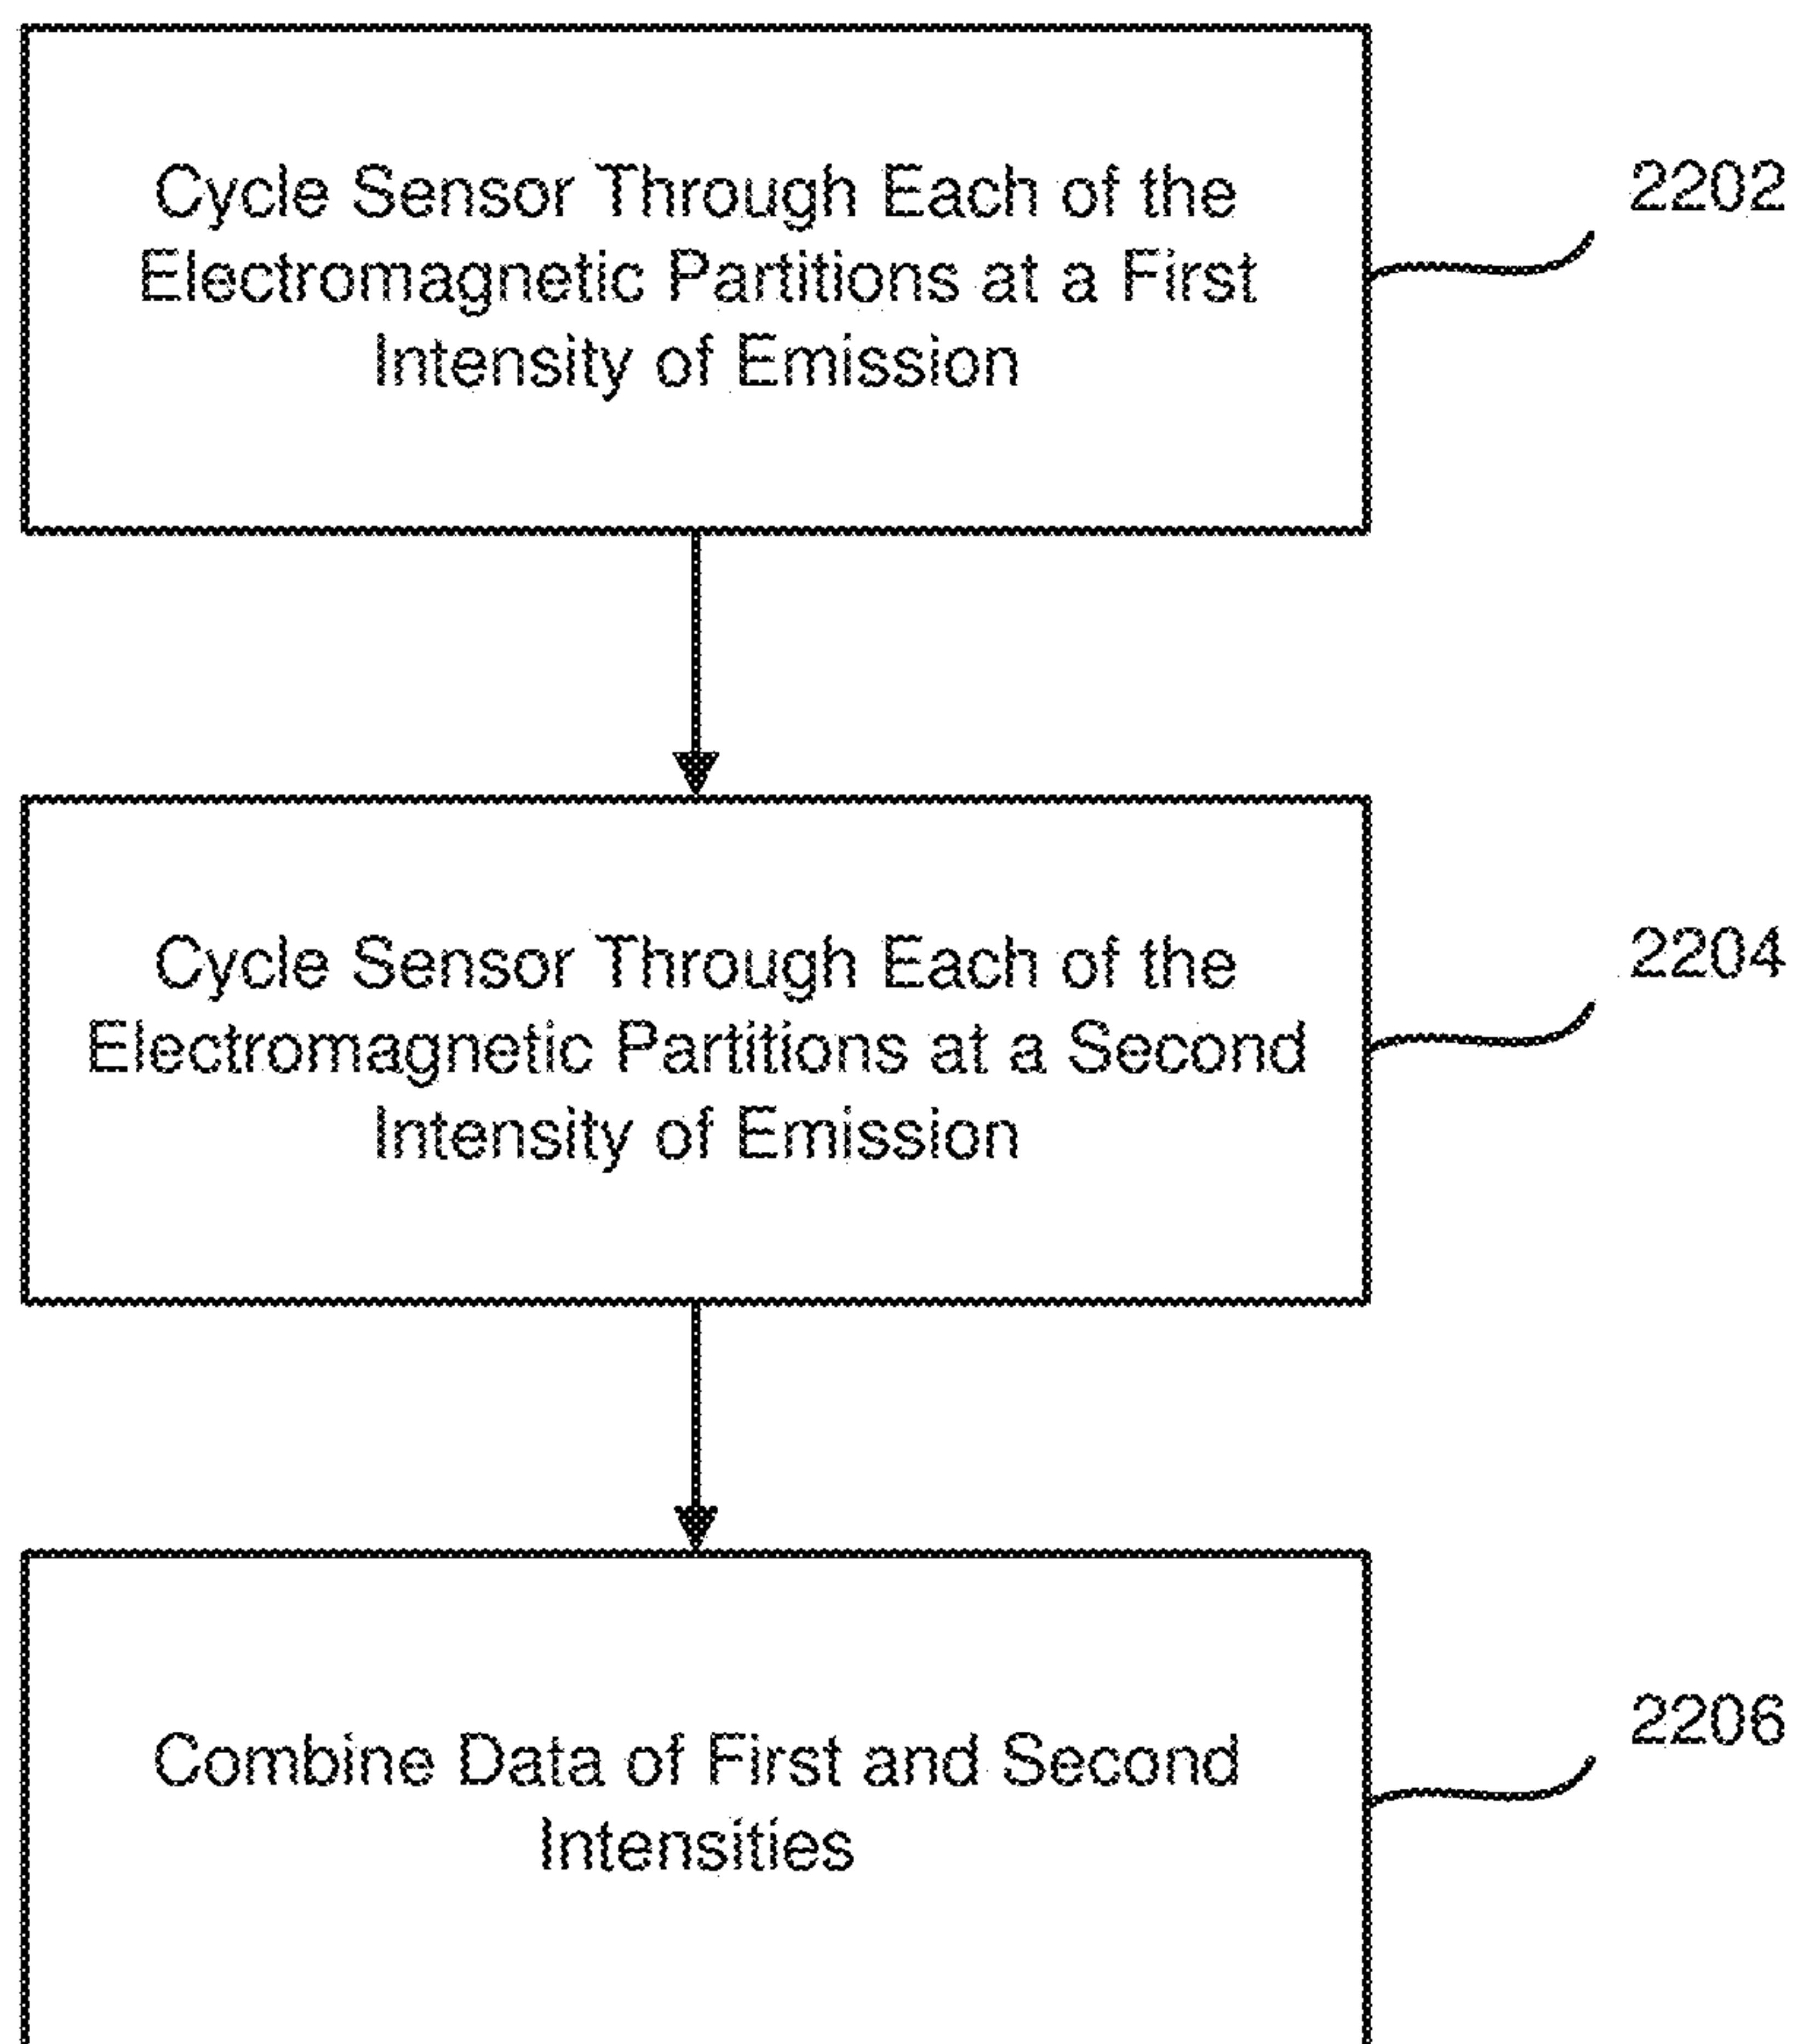 Cycle Sensor Through Each of the
Electromagnetic Partitions at a First
Intensity of Emission
2202
Cycle Sensor Through Each of the
Electromagnetic Partitions at a Second
Intensity of Emission
2204
Combine Data of First and Second
Intensities
2206